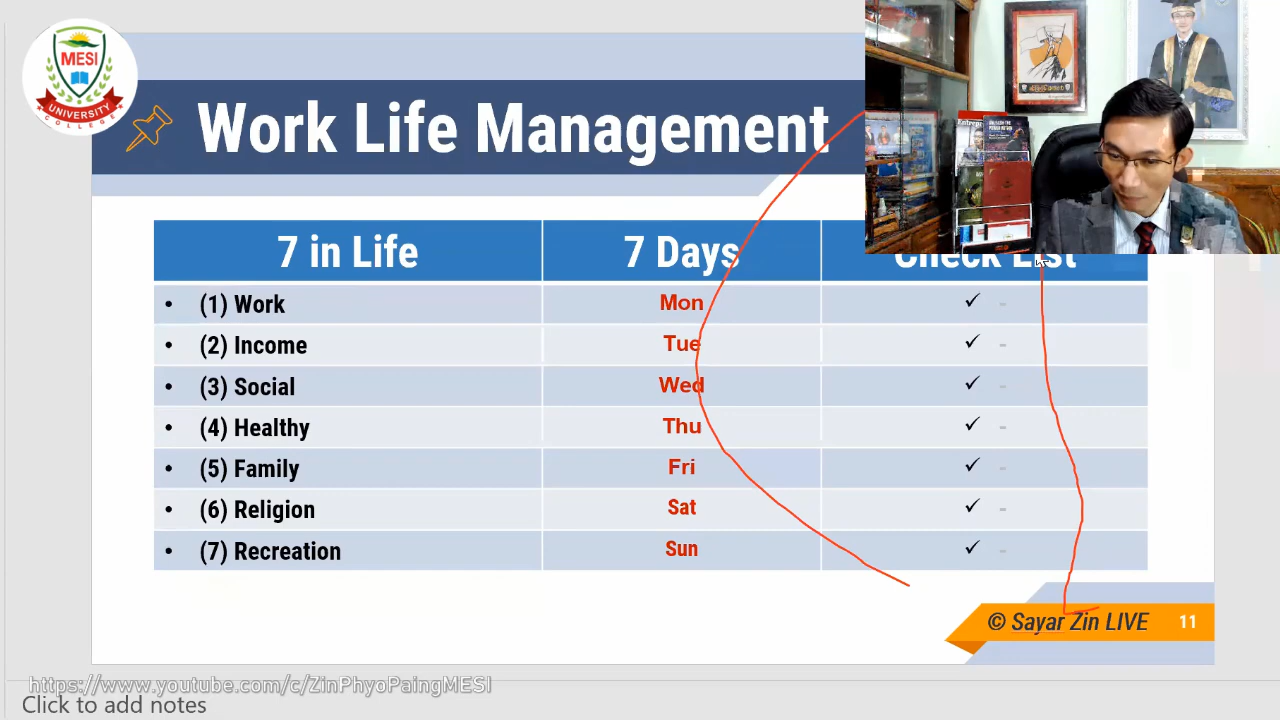 MESI
UNIVERSITY
COLLEGE
Work Life Management
7 in Life
7 Days
Check List
• (1) Work
Mon
✓ -
• (2) Income
Tue
✓ -
• (3) Social
Wed
✓ -
• (4) Healthy
Thu
✓ -
• (5) Family
Fri
✓ -
• (6) Religion
Sat
✓ -
• (7) Recreation
Sun
✓ -
© Sayar Zin LIVE
11
https://www.youtube.com/c/ZinPhyoPaingMESI
Click to add notes